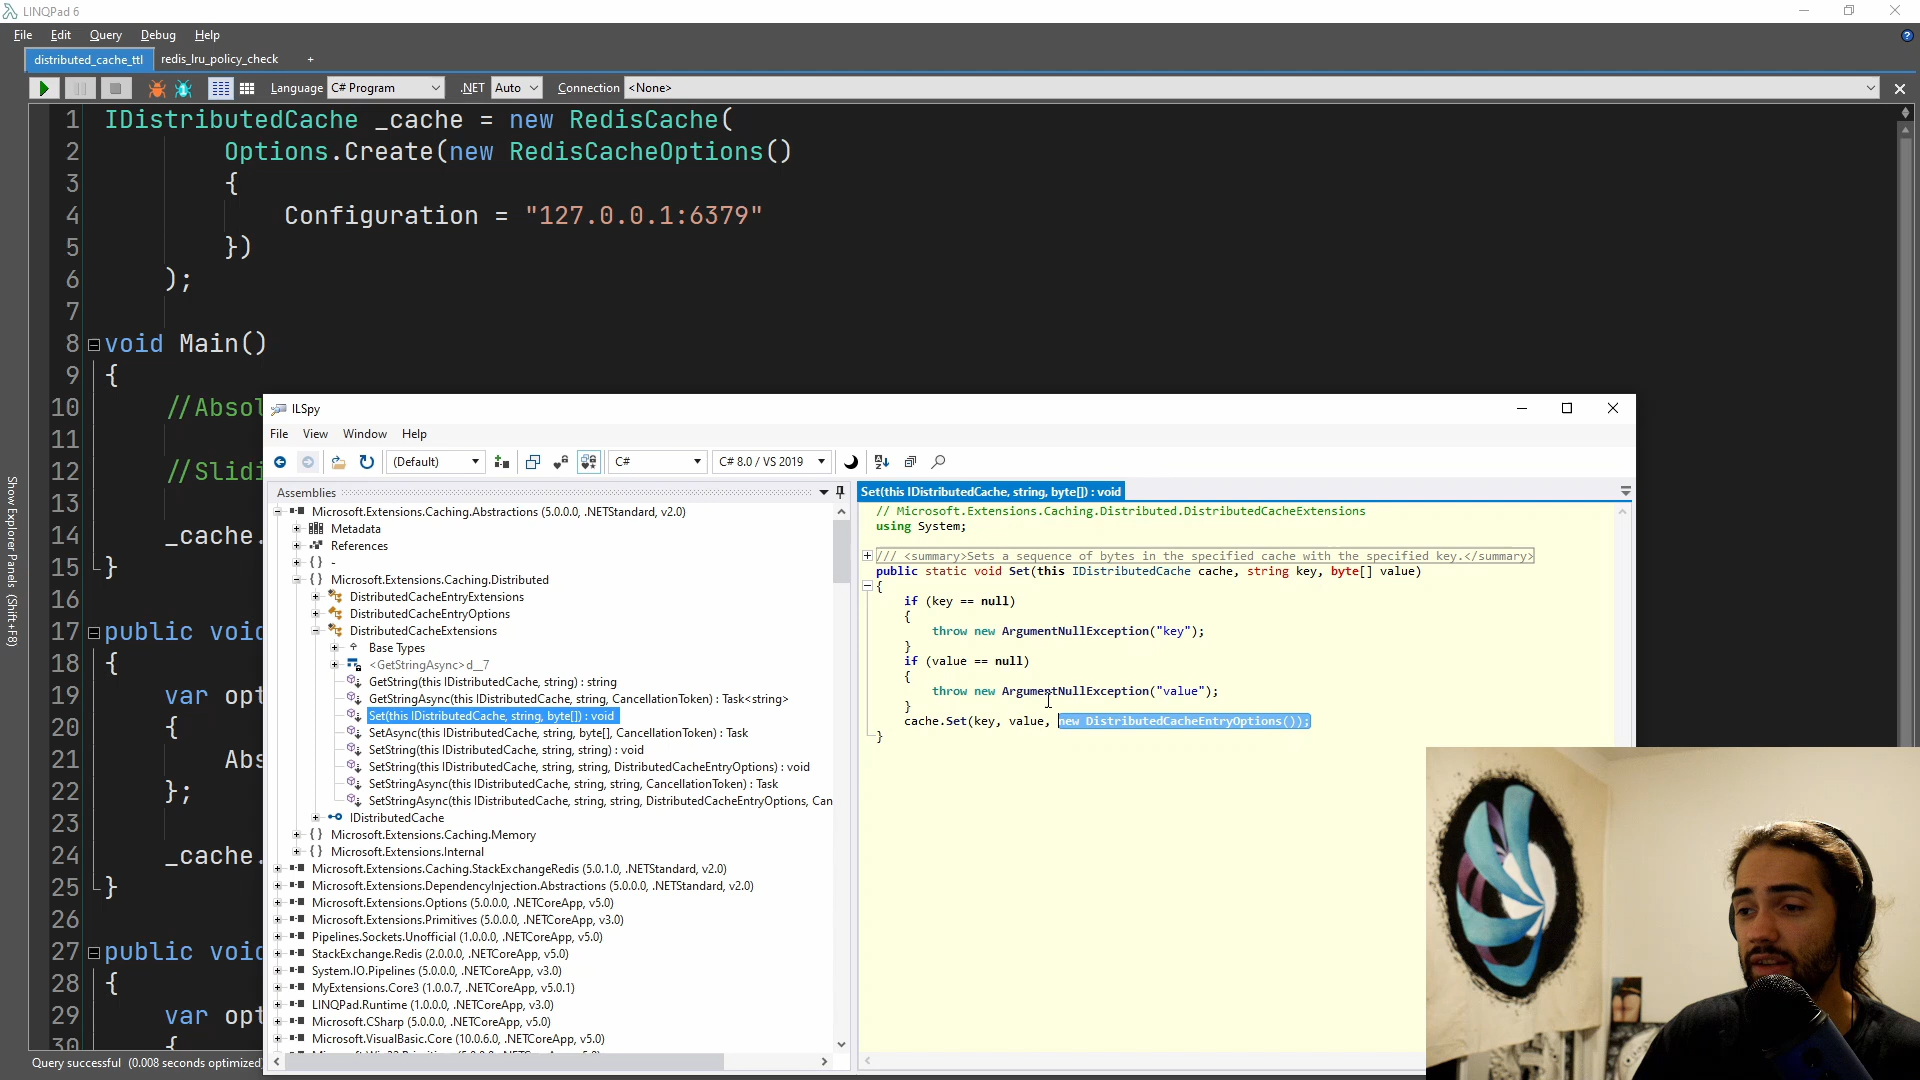 LINQPad 6
File Edit Query Debug Help
distributed_cache_ttl redis_lru_policy_check +
Language C# Program .NET Auto Connection <None>
1 IDistributedCache _cache = new RedisCache(
2 Options.Create(new RedisCacheOptions()
3 {
4 Configuration = "127.0.0.1:6379"
5 })
6 );
7
8 void Main()
9 {
10 //Absol
11
12 //Slidi
13
14 _cache.
15 }
16
17 public void
18 {
19 var opt
20 {
21 Abs
22 };
23
24 _cache.
25 }
26
27 public void
28 {
29 var opt
30 {
Show Explorer Panels (Shift+F8)
Query successful (0.008 seconds optimized)
ILSpy
File View Window Help
(Default) C# C# 8.0 / VS 2019
Assemblies
Microsoft.Extensions.Caching.Abstractions (5.0.0.0, .NETStandard, v2.0)
Metadata
References
{ } -
{ } Microsoft.Extensions.Caching.Distributed
DistributedCacheEntryExtensions
DistributedCacheEntryOptions
DistributedCacheExtensions
Base Types
<GetStringAsync>d__7
GetString(this IDistributedCache, string) : string
GetStringAsync(this IDistributedCache, string, CancellationToken) : Task<string>
Set(this IDistributedCache, string, byte[]) : void
SetAsync(this IDistributedCache, string, byte[], CancellationToken) : Task
SetString(this IDistributedCache, string, string) : void
SetString(this IDistributedCache, string, string, DistributedCacheEntryOptions) : void
SetStringAsync(this IDistributedCache, string, string, CancellationToken) : Task
SetStringAsync(this IDistributedCache, string, string, DistributedCacheEntryOptions, Can
IDistributedCache
{ } Microsoft.Extensions.Caching.Memory
{ } Microsoft.Extensions.Internal
Microsoft.Extensions.Caching.StackExchangeRedis (5.0.1.0, .NETStandard, v2.0)
Microsoft.Extensions.DependencyInjection.Abstractions (5.0.0.0, .NETStandard, v2.0)
Microsoft.Extensions.Options (5.0.0.0, .NETCoreApp, v5.0)
Microsoft.Extensions.Primitives (5.0.0.0, .NETCoreApp, v3.0)
Pipelines.Sockets.Unofficial (1.0.0.0, .NETCoreApp, v5.0)
StackExchange.Redis (2.0.0.0, .NETCoreApp, v5.0)
System.IO.Pipelines (5.0.0.0, .NETCoreApp, v3.0)
MyExtensions.Core3 (1.0.0.7, .NETCoreApp, v5.0.1)
LINQPad.Runtime (1.0.0.0, .NETCoreApp, v3.0)
Microsoft.CSharp (5.0.0.0, .NETCoreApp, v5.0)
Microsoft.VisualBasic.Core (10.0.6.0, .NETCoreApp, v5.0)
Set(this IDistributedCache, string, byte[]) : void
// Microsoft.Extensions.Caching.Distributed.DistributedCacheExtensions
using System;
/// <summary>Sets a sequence of bytes in the specified cache with the specified key.</summary>
public static void Set(this IDistributedCache cache, string key, byte[] value)
{
if (key == null)
{
throw new ArgumentNullException("key");
}
if (value == null)
{
throw new ArgumentNullException("value");
}
cache.Set(key, value, new DistributedCacheEntryOptions());
}